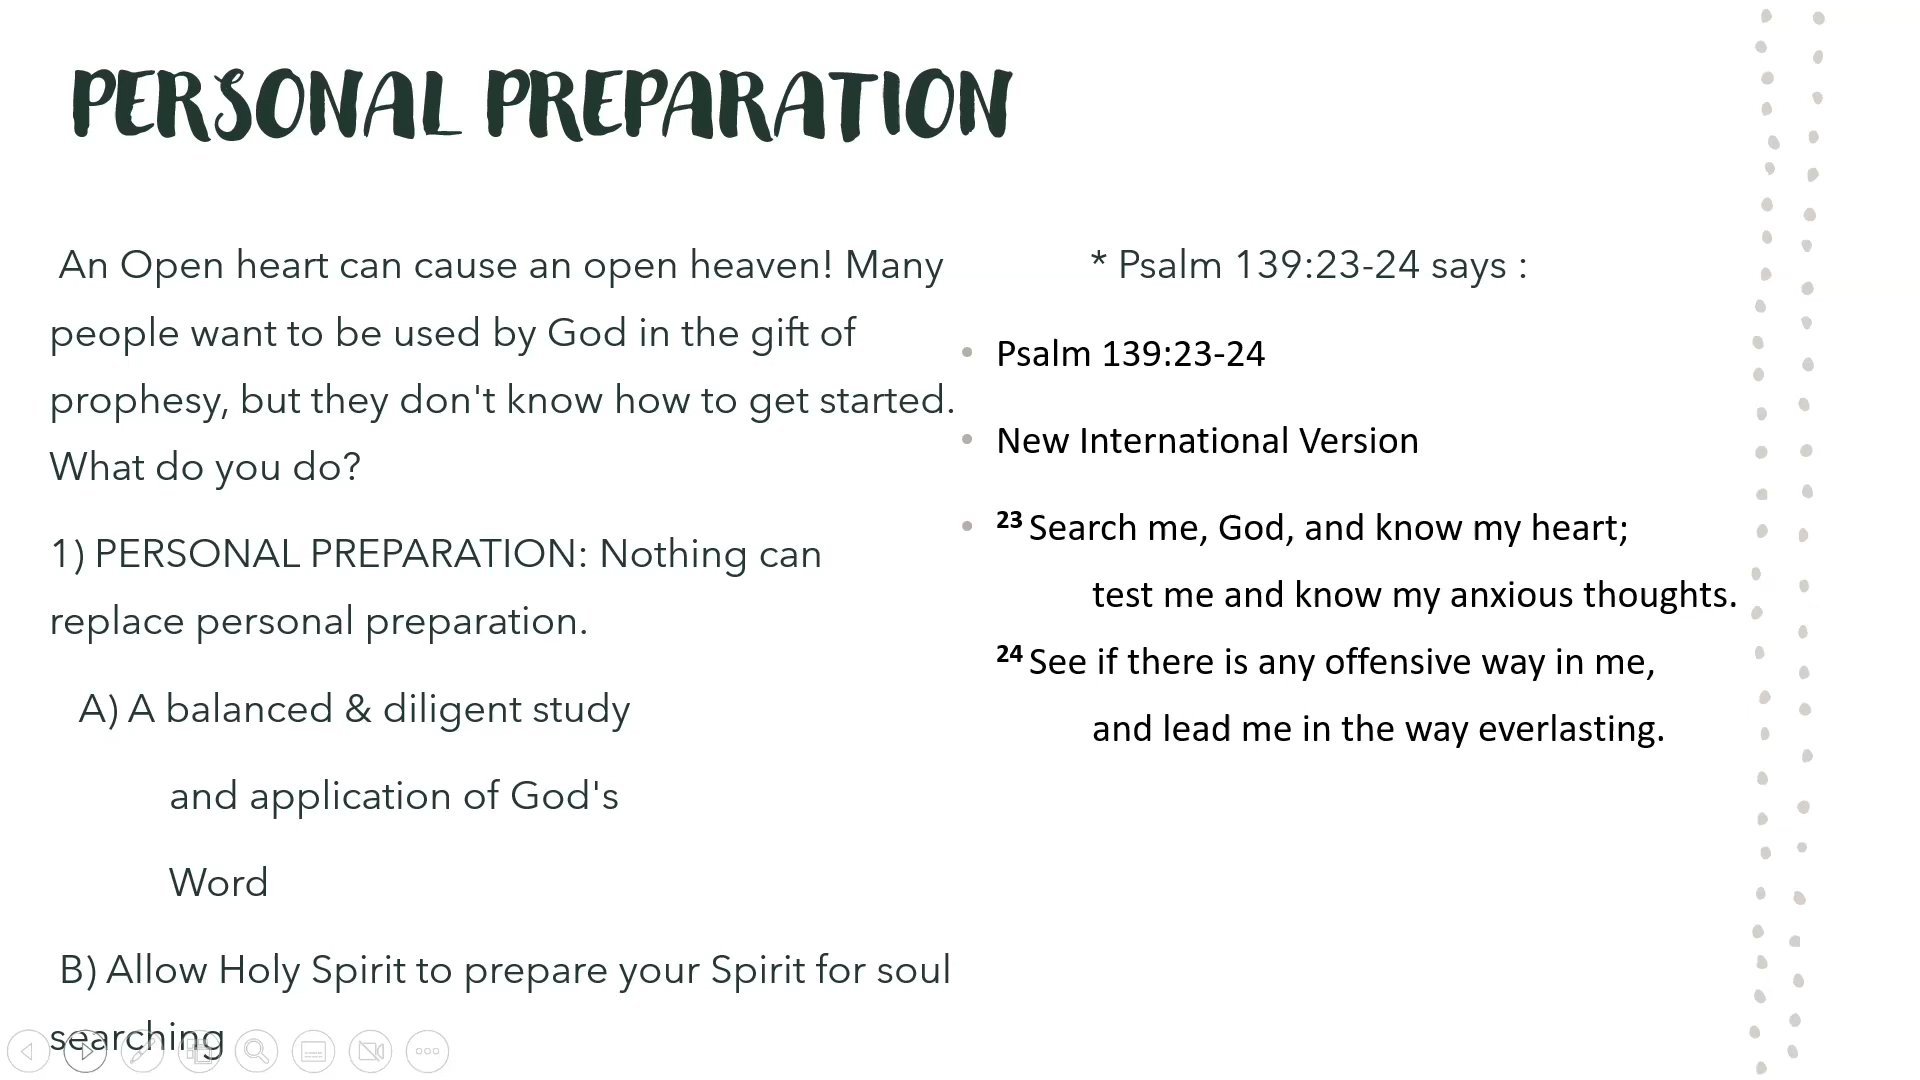 PERSONAL PREPARATION
An Open heart can cause an open heaven! Many
people want to be used by God in the gift of
prophesy, but they don't know how to get started.
What do you do?
1) PERSONAL PREPARATION: Nothing can
replace personal preparation.
A) A balanced & diligent study
and application of God's
Word
B) Allow Holy Spirit to prepare your Spirit for soul
searching
* Psalm 139:23-24 says :
• Psalm 139:23-24
• New International Version
• 23 Search me, God, and know my heart;
test me and know my anxious thoughts.
24 See if there is any offensive way in me,
and lead me in the way everlasting.